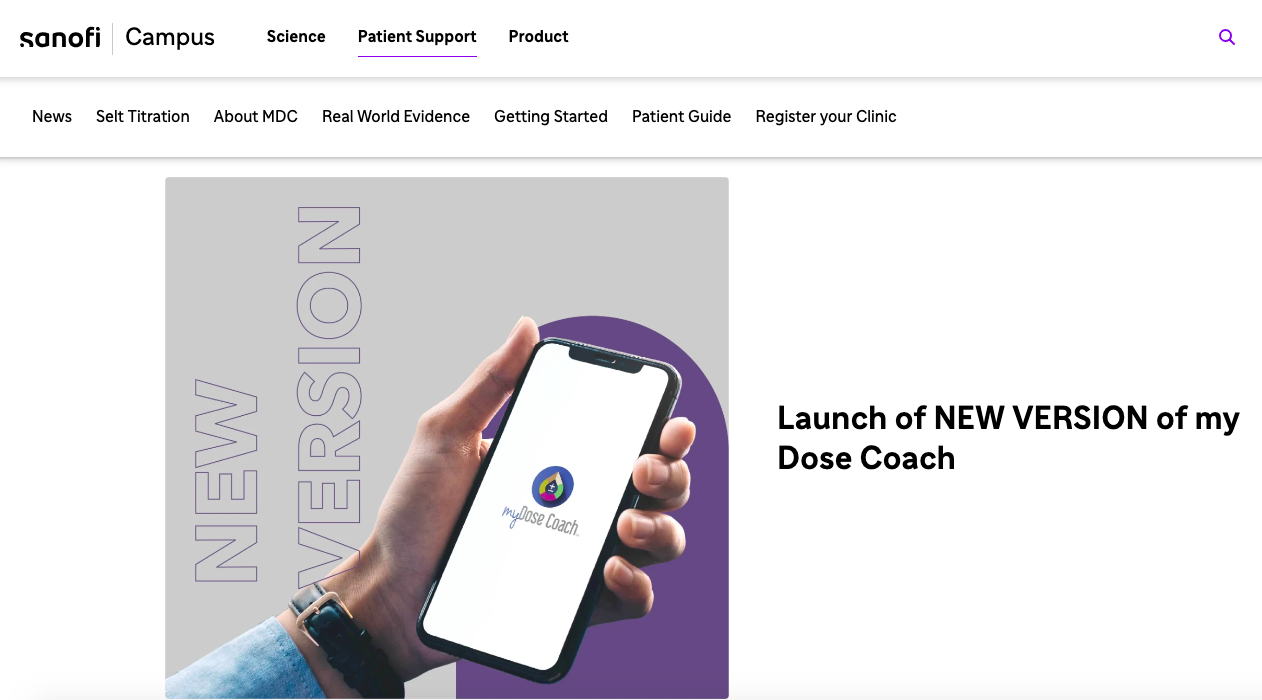 sanofi Campus Science Patient Support Product
News Selt Titration About MDC Real World Evidence Getting Started Patient Guide Register your Clinic
NEW
VERSION
myDose Coach
Launch of NEW VERSION of my
Dose Coach